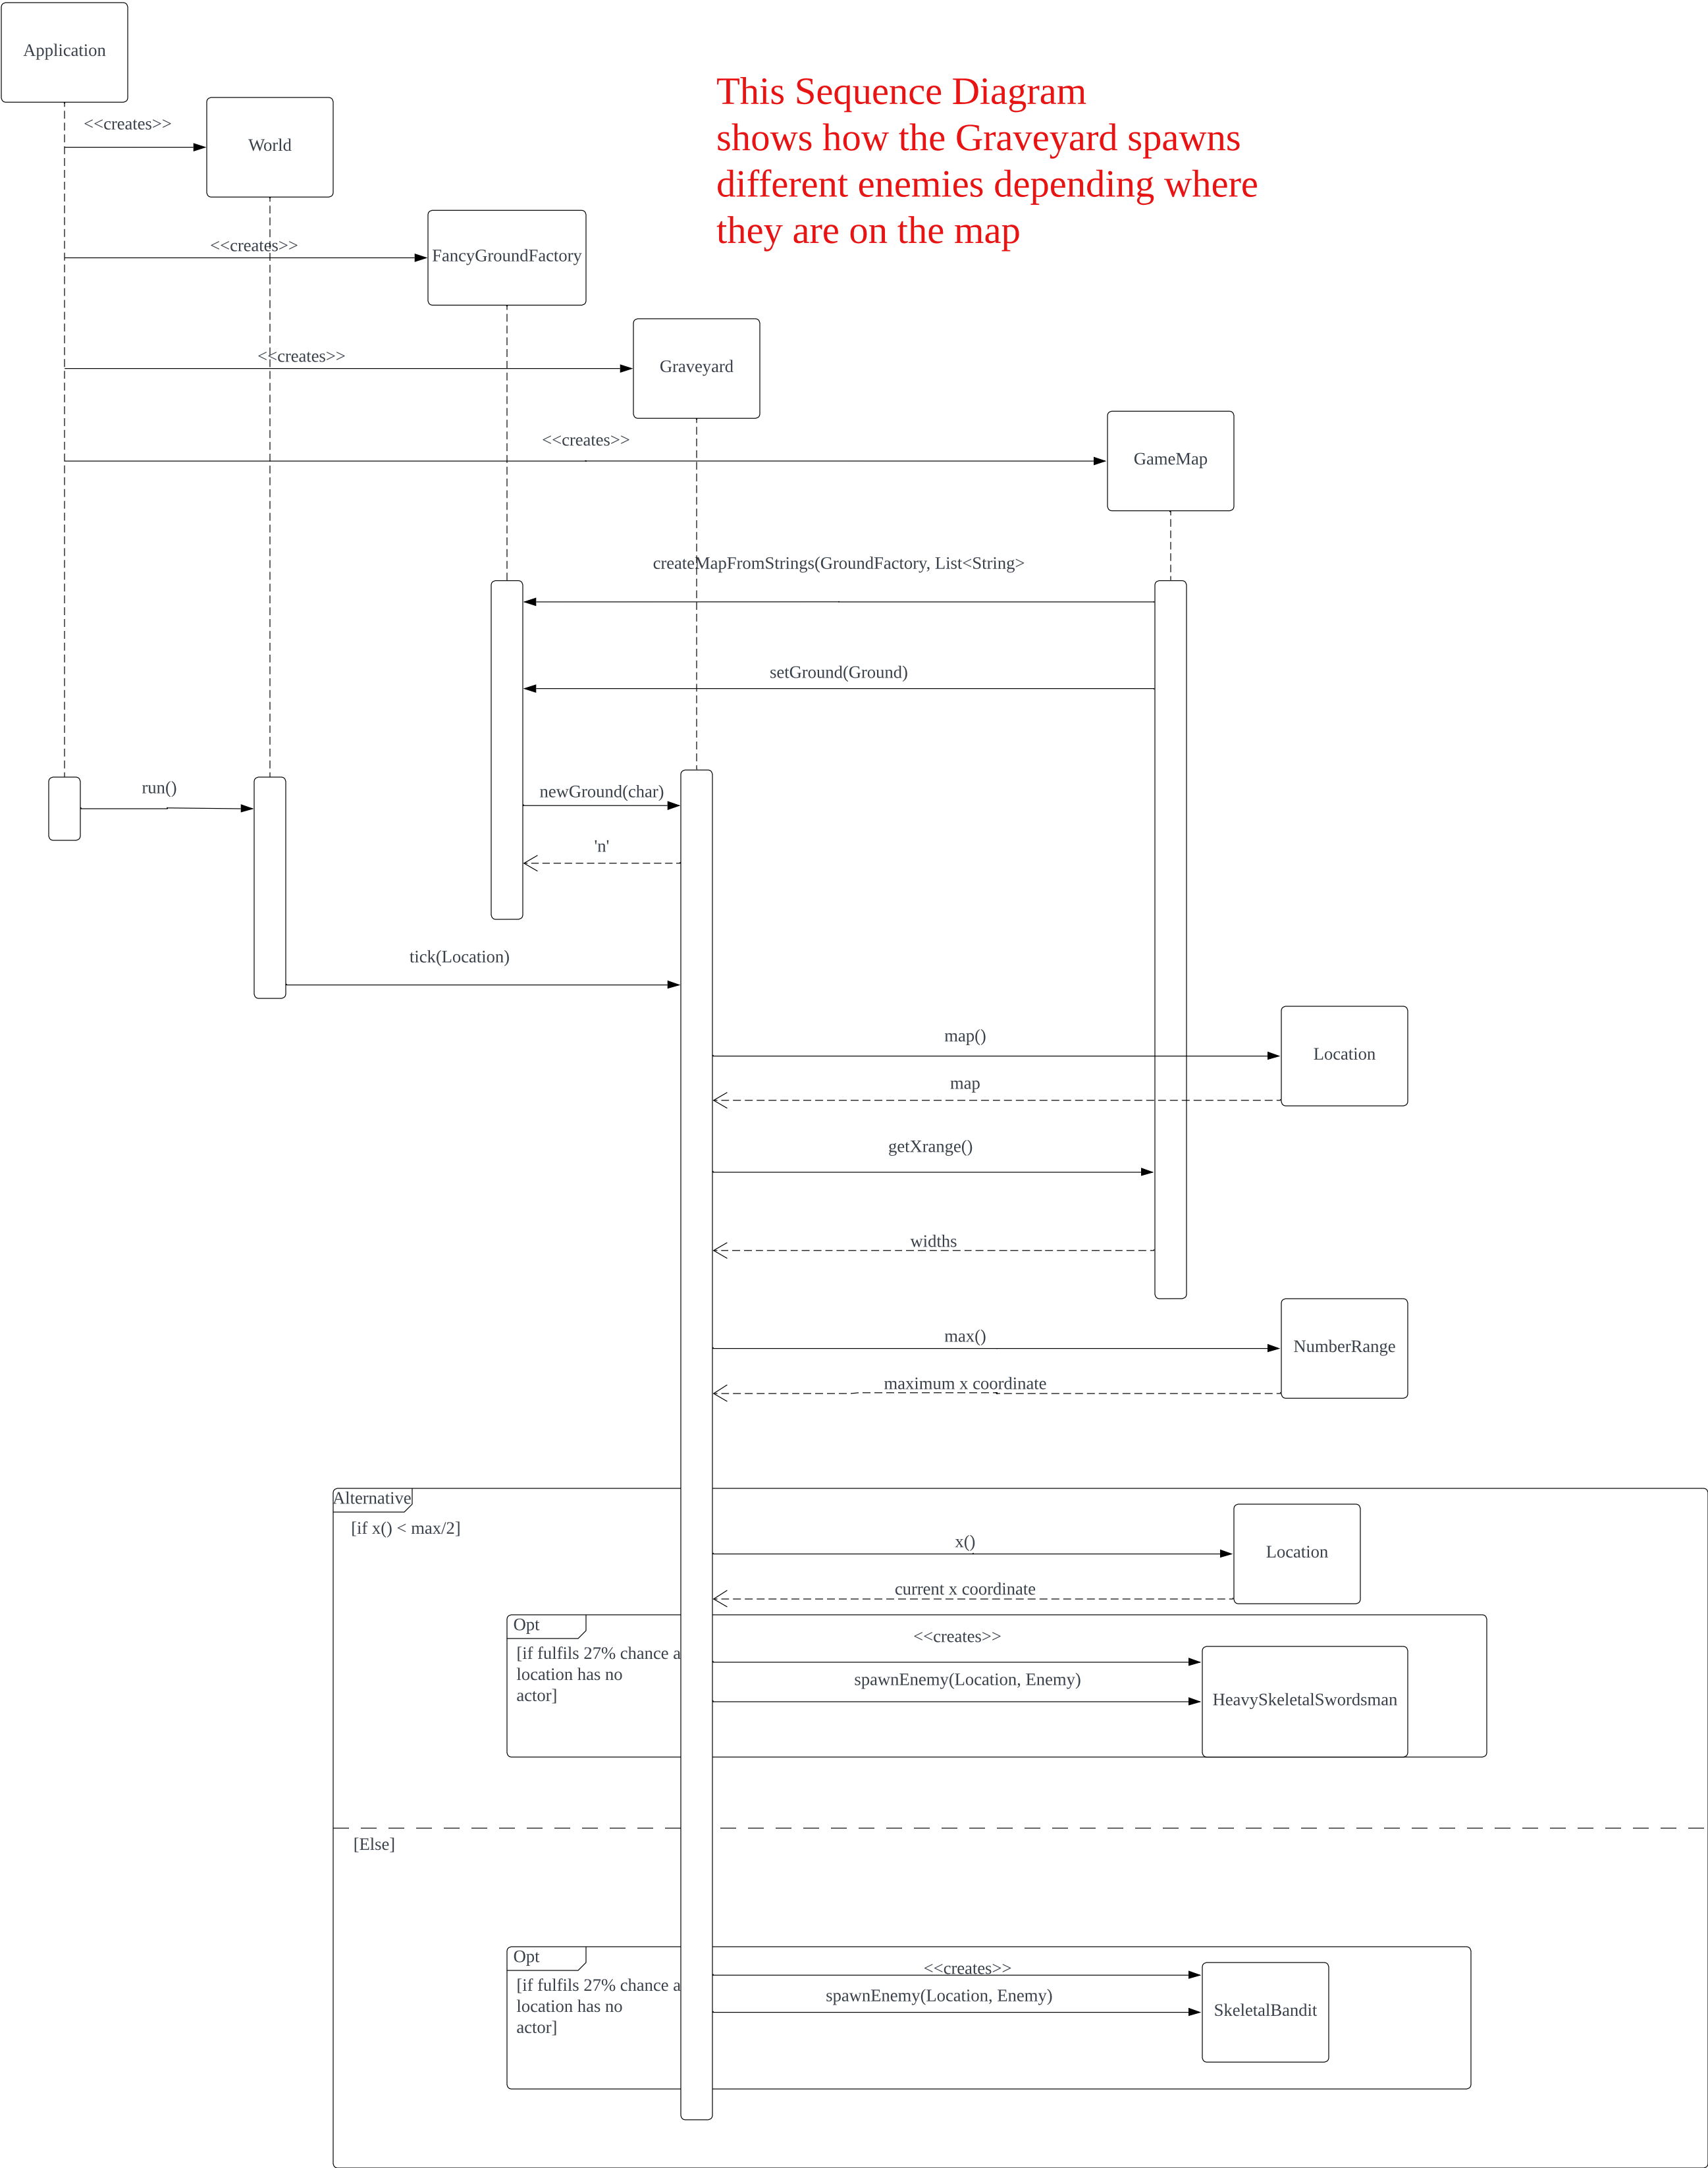 Application
<<creates>>
World
This Sequence Diagram
shows how the Graveyard spawns
different enemies depending where
they are on the map
<<creates>>
FancyGroundFactory
<<creates>>
Graveyard
<<creates>>
GameMap
createMapFromStrings(GroundFactory, List<String>
setGround(Ground)
run()
newGround(char)
'n'
tick(Location)
map()
Location
map
getXrange()
widths
max()
NumberRange
maximum x coordinate
Alternative
[if x() < max/2]
x()
Location
current x coordinate
Opt
<<creates>>
[if fulfils 27% chance a
location has no
actor]
spawnEnemy(Location, Enemy)
HeavySkeletalSwordsman
[Else]
Opt
<<creates>>
[if fulfils 27% chance a
location has no
actor]
spawnEnemy(Location, Enemy)
SkeletalBandit